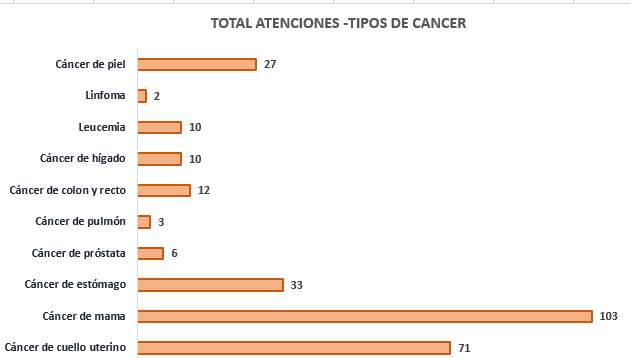 TOTAL ATENCIONES -TIPOS DE CANCER
Cáncer de piel 27
Linfoma 2
Leucemia 10
Cáncer de hígado 10
Cáncer de colon y recto 12
Cáncer de pulmón 3
Cáncer de próstata 6
Cáncer de estómago 33
Cáncer de mama 103
Cáncer de cuello uterino 71